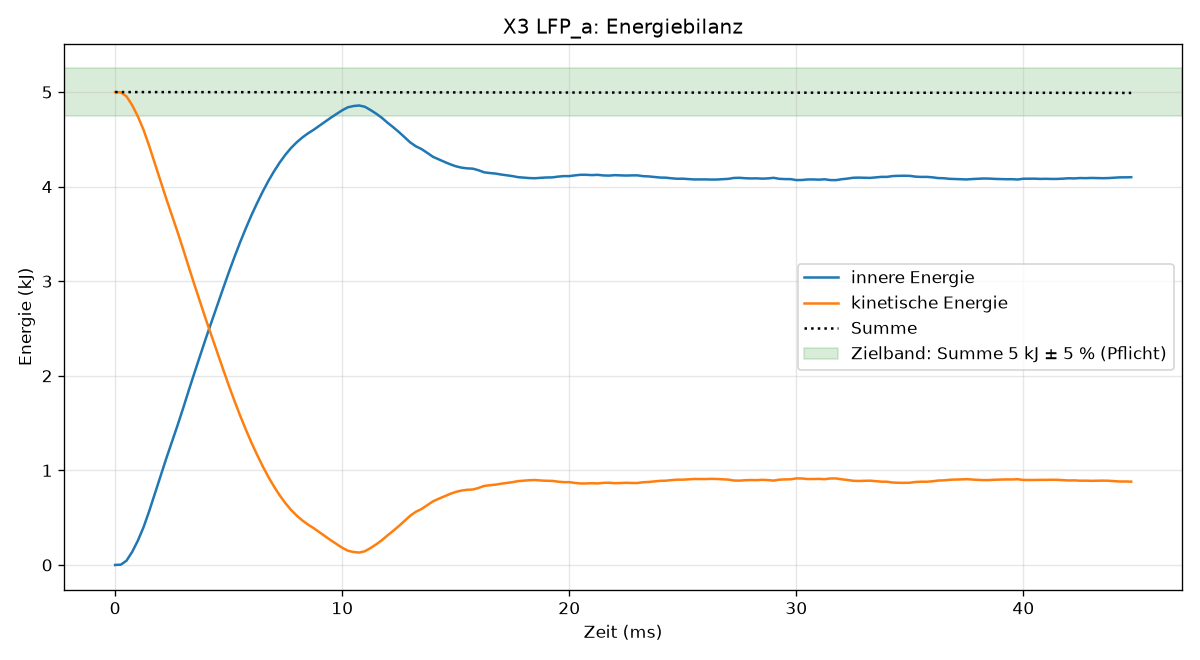 X3 LFP_a: Energiebilanz
Energie (kJ)
5
4
3
2
1
0
innere Energie
kinetische Energie
Summe
Zielband: Summe 5 kJ ± 5 % (Pflicht)
0 10 20 30 40
Zeit (ms)